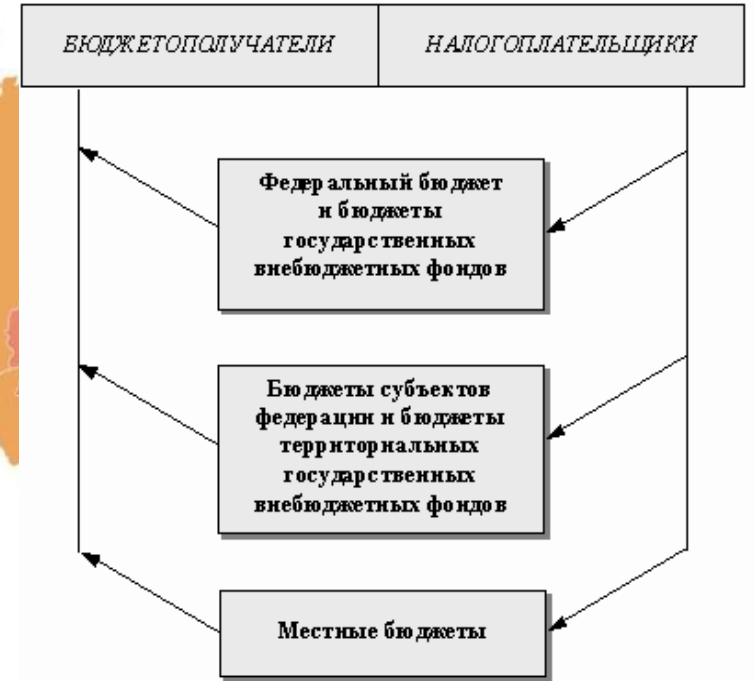 БЮДЖЕТОПОЛУЧАТЕЛИ
НАЛОГОПЛАТЕЛЬЩИКИ
Федеральный бюджет
и бюджеты
государственных
внебюджетных фондов
Бюджеты субъектов
федерации и бюджеты
территориальных
государственных
внебюджетных фондов
Местные бюджеты